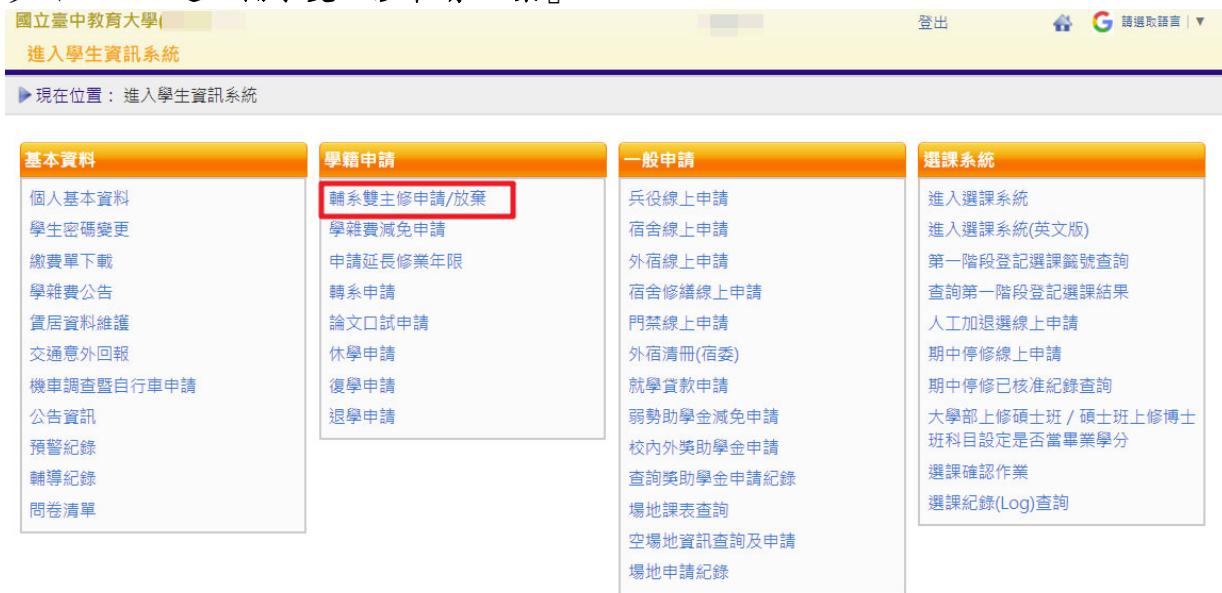 國立臺中教育大學(
登出
請選取語言 | ▼
進入學生資訊系統
現在位置： 進入學生資訊系統
基本資料
個人基本資料
學生密碼變更
繳費單下載
學雜費公告
賃居資料維護
交通意外回報
機車調查暨自行車申請
公告資訊
預警紀錄
輔導紀錄
問卷清單
學籍申請
輔系雙主修申請/放棄
學雜費減免申請
申請延長修業年限
轉系申請
論文口試申請
休學申請
復學申請
退學申請
一般申請
兵役線上申請
宿舍線上申請
外宿線上申請
宿舍修繕線上申請
門禁線上申請
外宿清冊(宿委)
就學貸款申請
弱勢助學金減免申請
校內外獎助學金申請
查詢獎助學金申請紀錄
場地課表查詢
空場地資訊查詢及申請
場地申請紀錄
選課系統
進入選課系統
進入選課系統(英文版)
第一階段登記選課籤號查詢
查詢第一階段登記選課結果
人工加退選線上申請
期中停修線上申請
期中停修已核准紀錄查詢
大學部上修碩士班 / 碩士班上修博士
班科目設定是否當畢業學分
選課確認作業
選課紀錄(Log)查詢